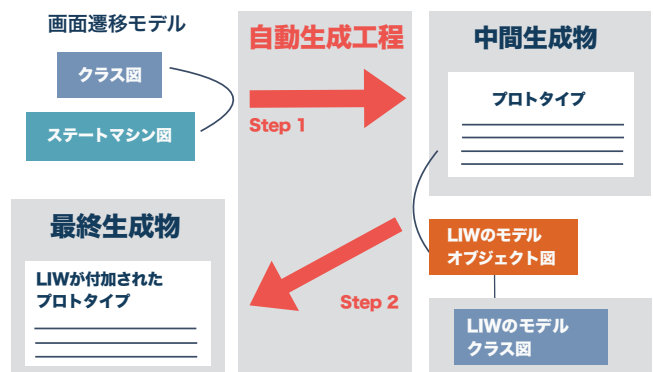 画面遷移モデル
クラス図
ステートマシン図
自動生成工程
Step 1
中間生成物
プロトタイプ
最終生成物
LIWが付加された
プロトタイプ
Step 2
LIWのモデル
オブジェクト図
LIWのモデル
クラス図